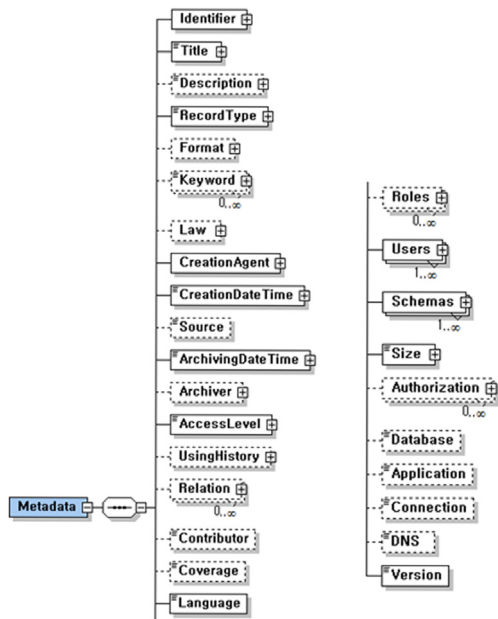 Identifier
Title
Description
RecordType
Format
Keyword
0..∞
Law
CreationAgent
CreationDateTime
Source
ArchivingDateTime
Archiver
AccessLevel
UsingHistory
Relation
0..∞
Metadata
Contributor
Coverage
Language
Roles
0..∞
Users
1..∞
Schemas
1..∞
Size
Authorization
0..∞
Database
Application
Connection
DNS
Version